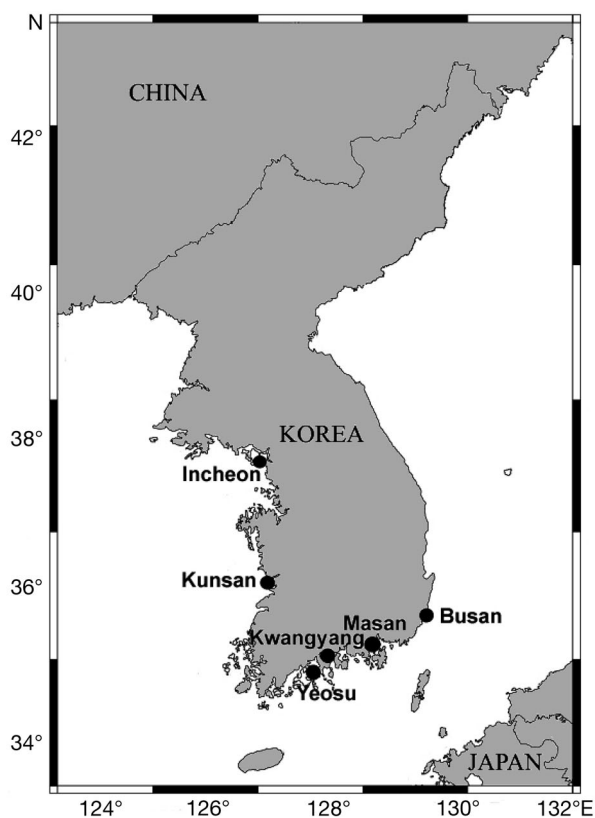 N
CHINA
42°
40°
KOREA
38°
Incheon
36°
Kunsan
Busan
Masan
Kwangyang
Yeosu
34°
JAPAN
124° 126° 128° 130° 132°E